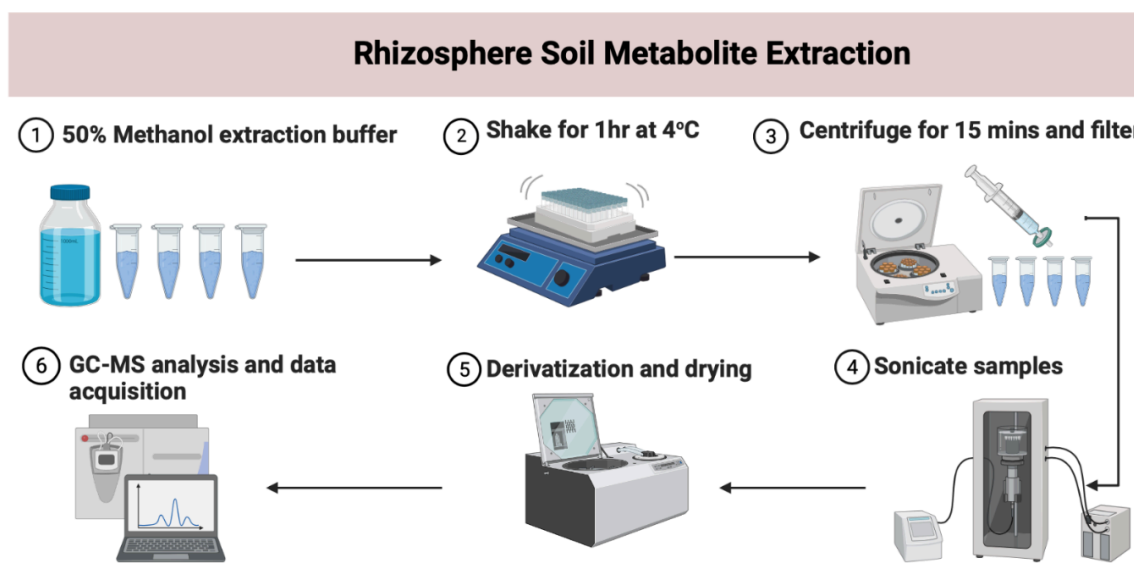 Rhizosphere Soil Metabolite Extraction
1 50% Methanol extraction buffer
2 Shake for 1hr at 4°C
3 Centrifuge for 15 mins and filter
4 Sonicate samples
5 Derivatization and drying
6 GC-MS analysis and data
acquisition